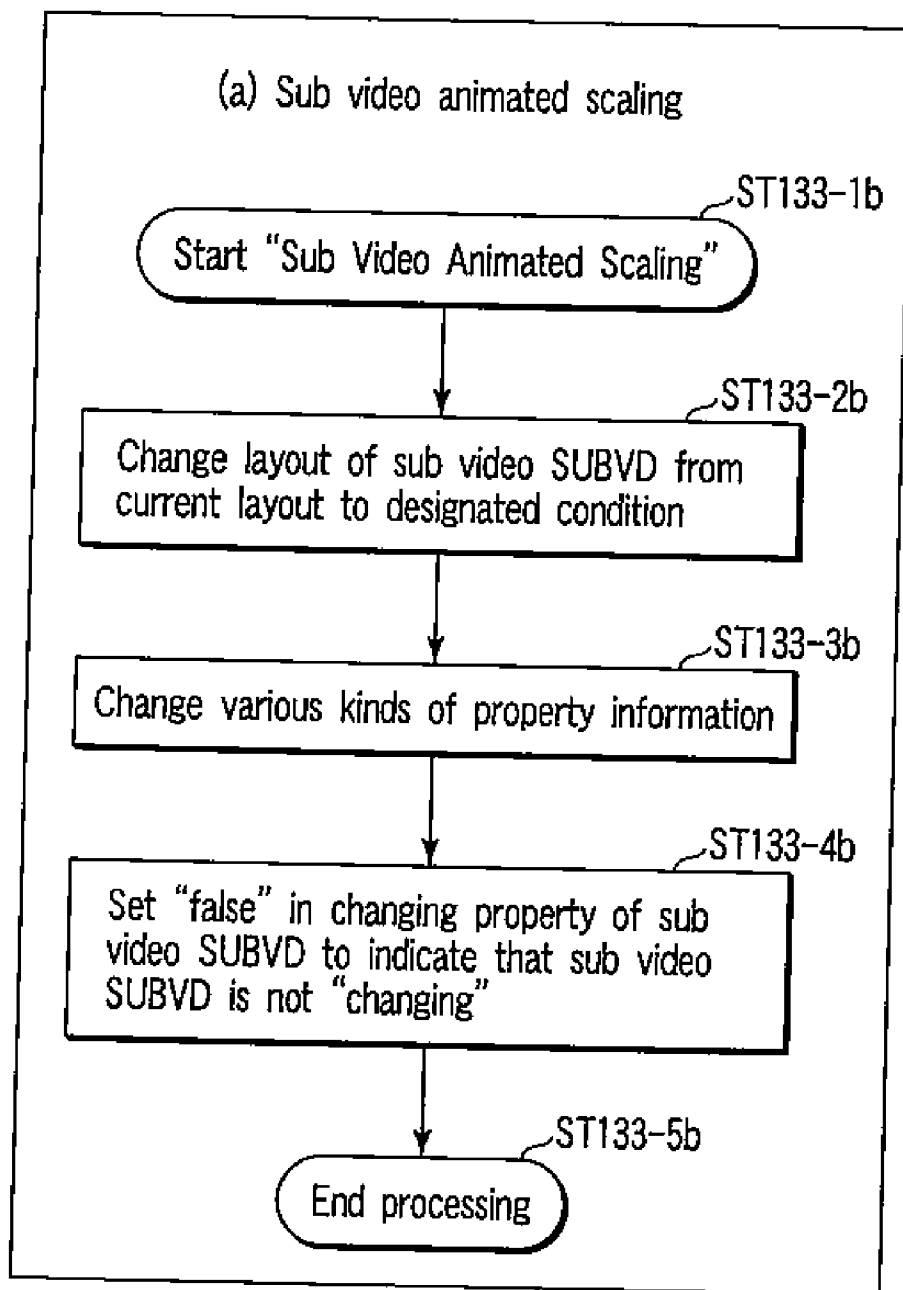 (a) Sub video animated scaling
ST133-1b
Start “Sub Video Animated Scaling”
ST133-2b
Change layout of sub video SUBVD from
current layout to designated condition
ST133-3b
Change various kinds of property information
ST133-4b
Set “false” in changing property of sub
video SUBVD to indicate that sub video
SUBVD is not “changing”
ST133-5b
End processing